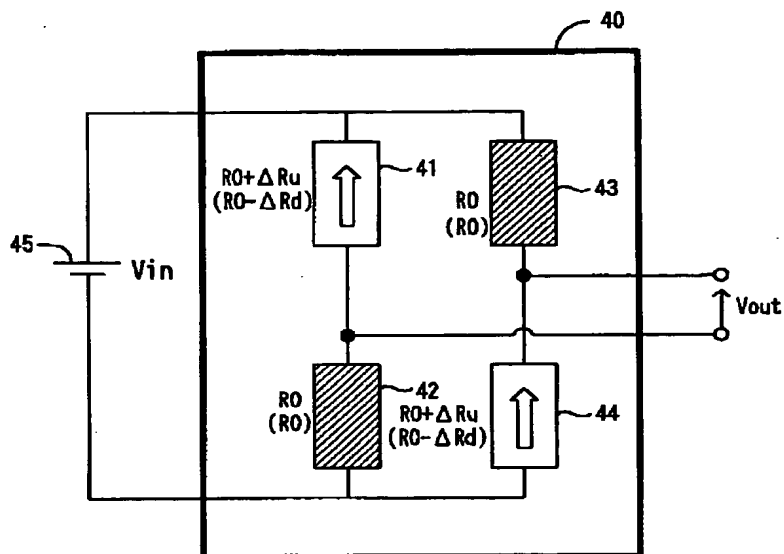 40
R0+ΔRu
(R0-ΔRd)
41
R0
(R0)
43
45
Vin
Vout
R0
(R0)
42
R0+ΔRu
(R0-ΔRd)
44